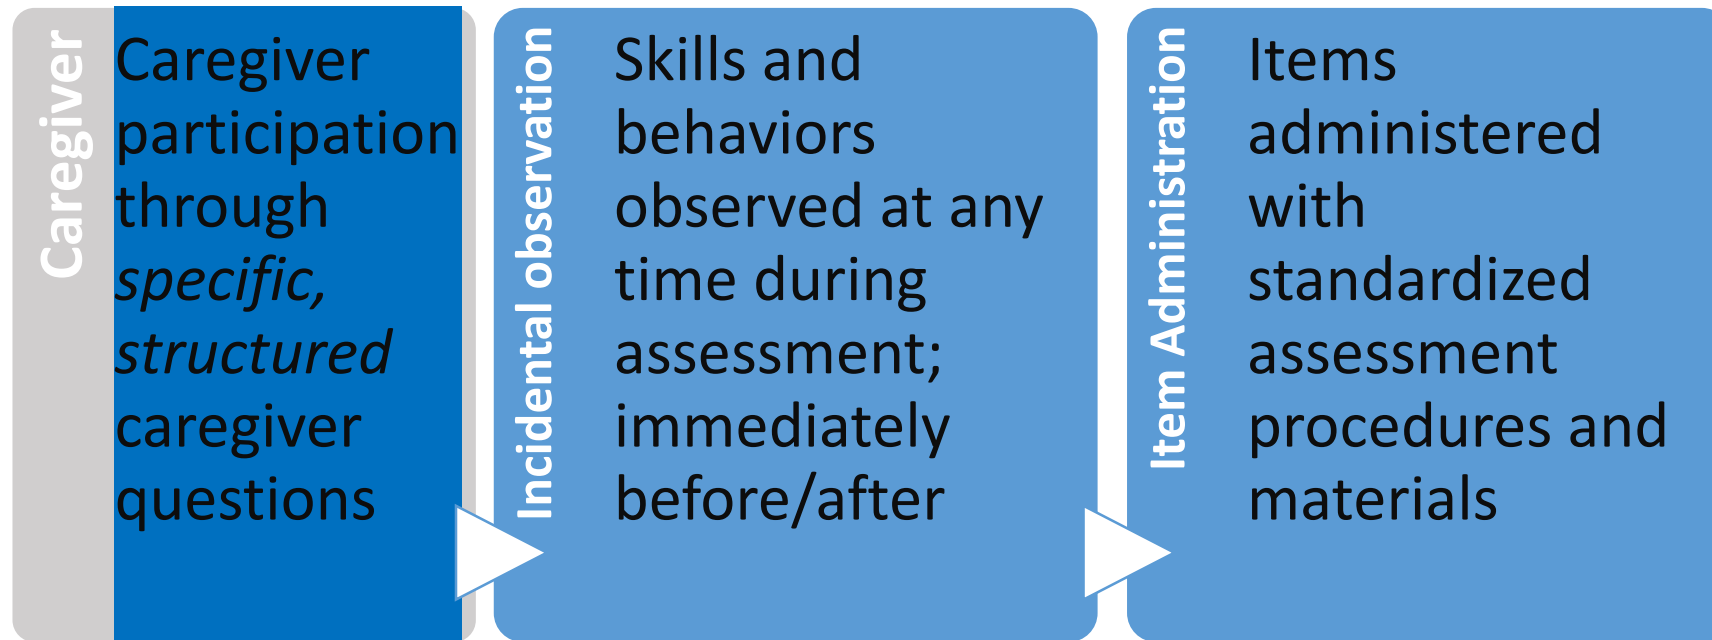 Caregiver
Caregiver
participation
through
specific,
structured
caregiver
questions
Incidental observation
Skills and
behaviors
observed at any
time during
assessment;
immediately
before/after
Item Administration
Items
administered
with
standardized
assessment
procedures and
materials